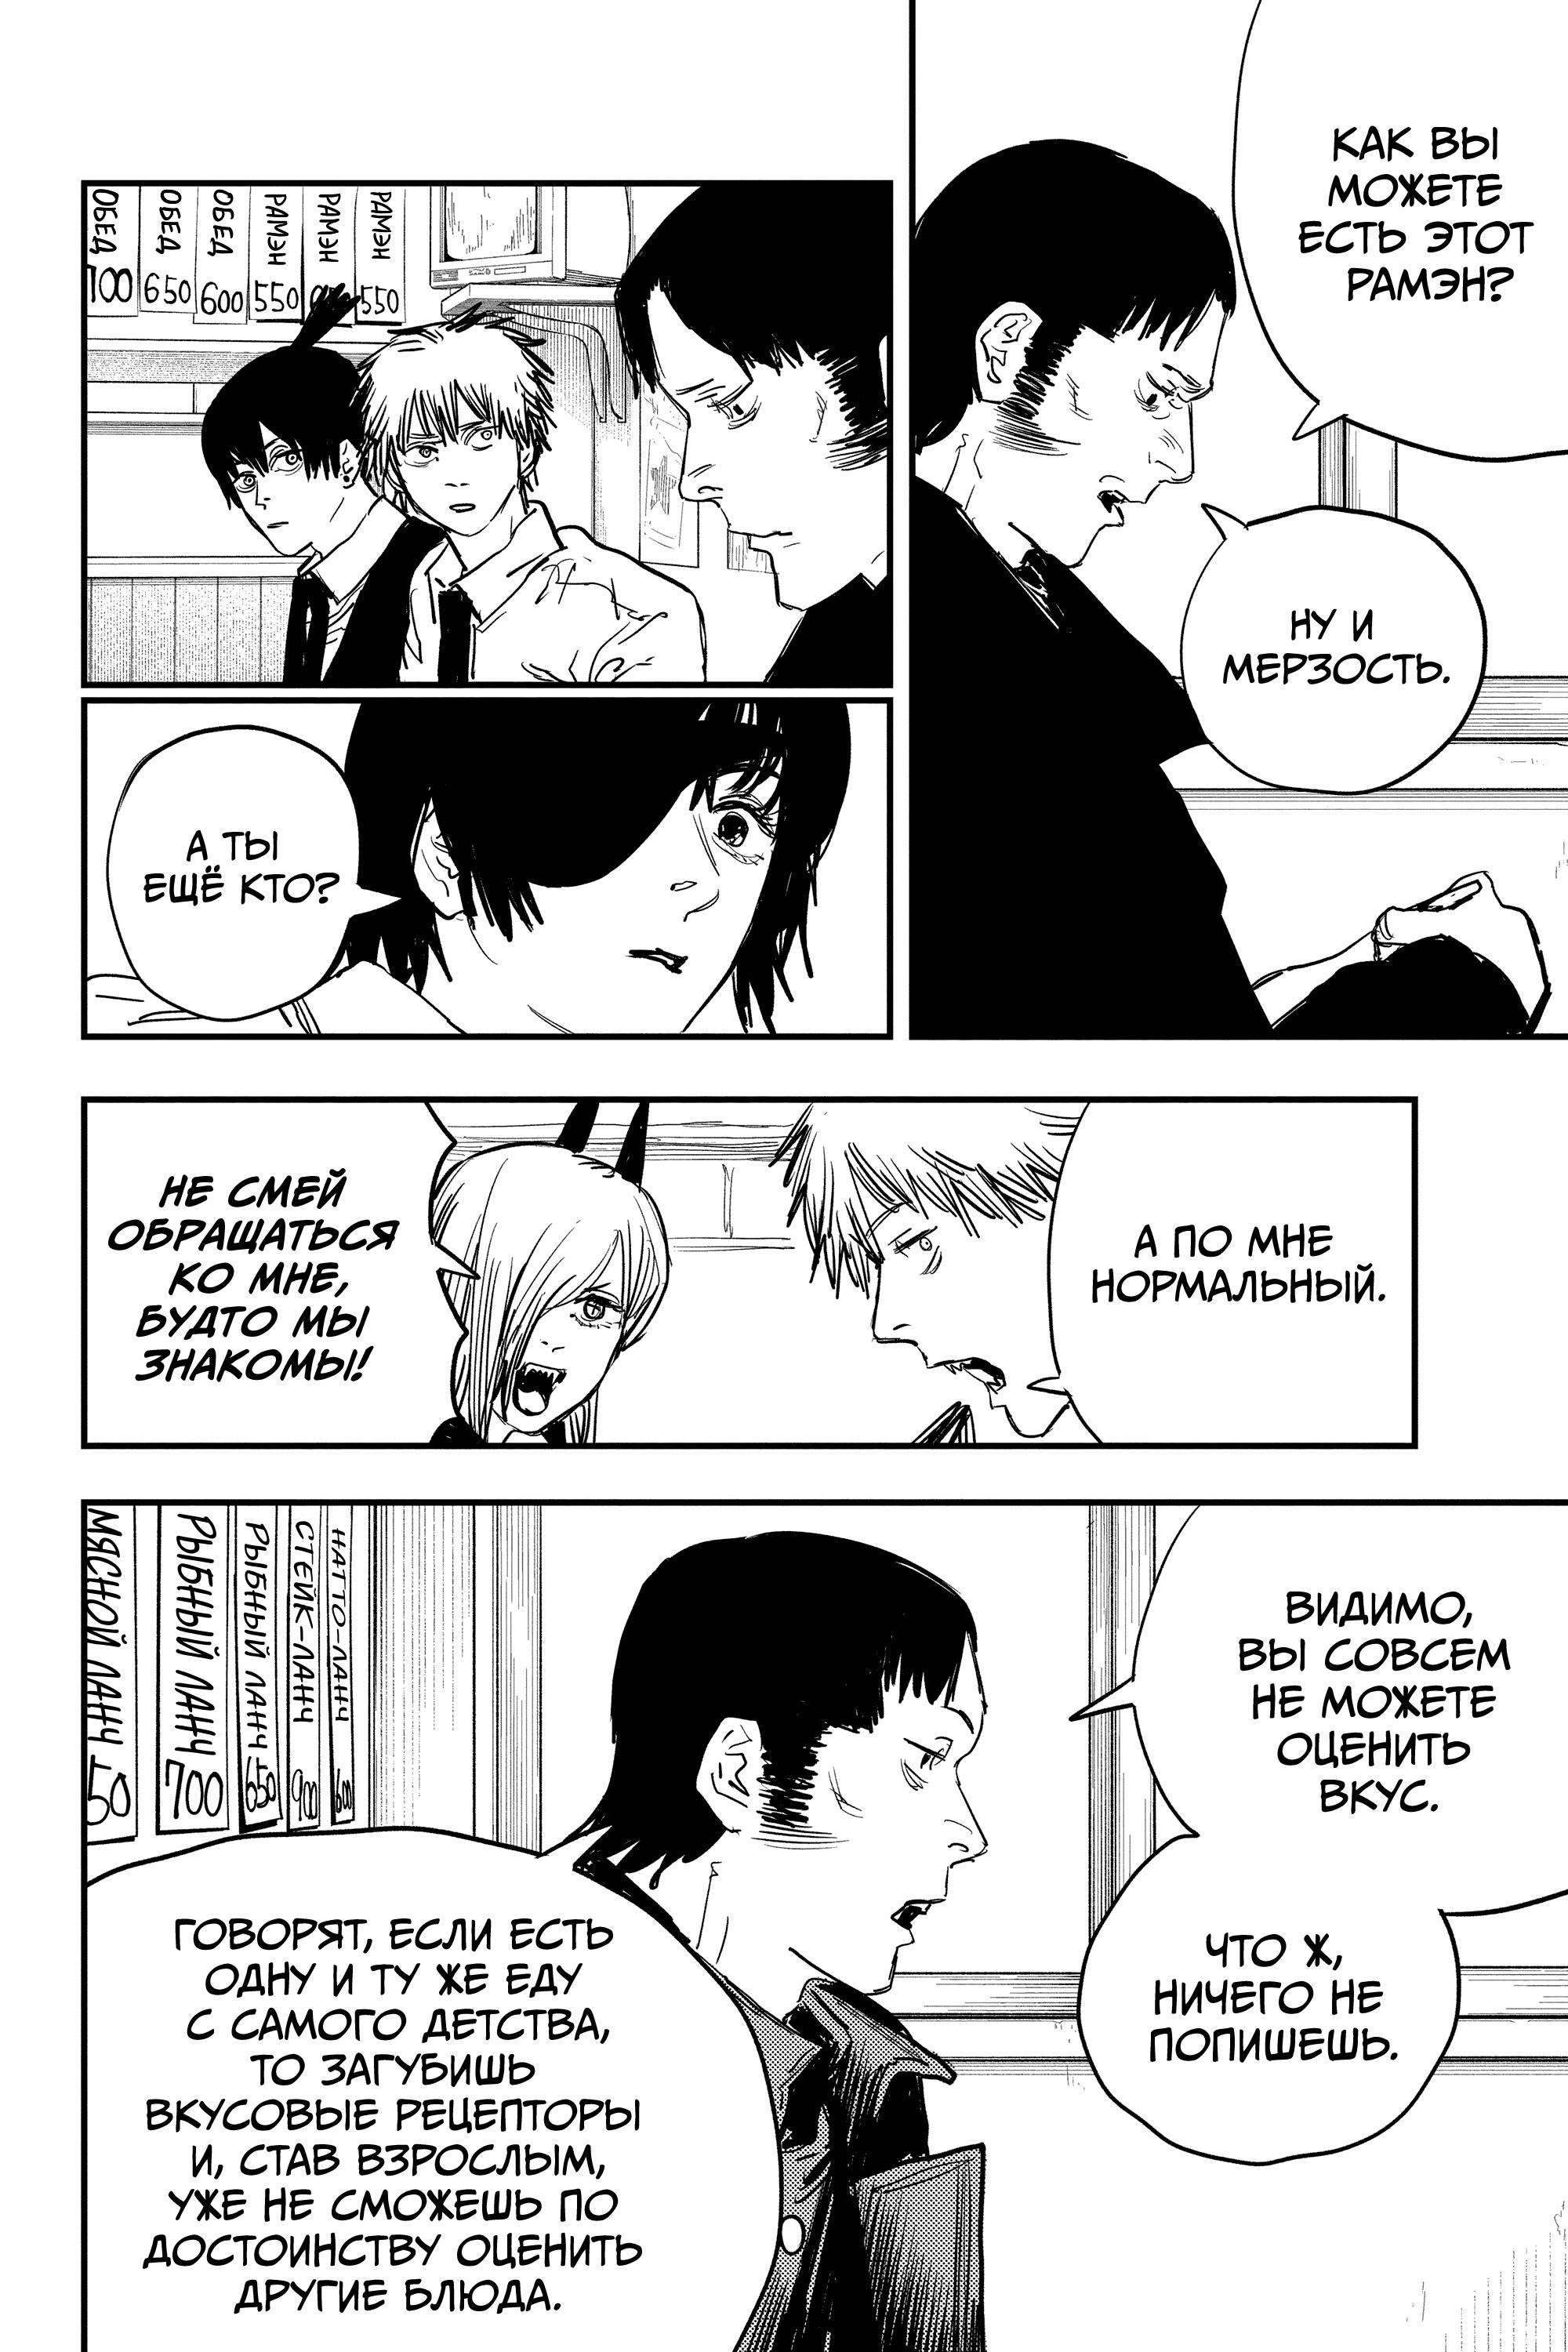 КАК ВЫ
МОЖЕТЕ
ЕСТЬ ЭТОТ
РАМЭН?
НУ И
МЕРЗОСТЬ.
РАМЭН
550
РАМЭН
РАМЭН
550
ОБЕД
600
ОБЕД
650
ОБЕД
700
А ТЫ
ЕЩЁ КТО?
А ПО МНЕ
НОРМАЛЬНЫЙ.
НЕ СМЕЙ
ОБРАЩАТЬСЯ
КО МНЕ,
БУДТО МЫ
ЗНАКОМЫ!
ВИДИМО,
ВЫ СОВСЕМ
НЕ МОЖЕТЕ
ОЦЕНИТЬ
ВКУС.
ЧТО Ж,
НИЧЕГО НЕ
ПОПИШЕШЬ.
НАТТО-ЛАНЧ
600
СТЕЙК-ЛАНЧ
900
РЫБНЫЙ ЛАНЧ
650
РЫБНЫЙ ЛАНЧ
700
МЯСНОЙ ЛАНЧ
50
ГОВОРЯТ, ЕСЛИ ЕСТЬ
ОДНУ И ТУ ЖЕ ЕДУ
С САМОГО ДЕТСТВА,
ТО ЗАГУБИШЬ
ВКУСОВЫЕ РЕЦЕПТОРЫ
И, СТАВ ВЗРОСЛЫМ,
УЖЕ НЕ СМОЖЕШЬ ПО
ДОСТОИНСТВУ ОЦЕНИТЬ
ДРУГИЕ БЛЮДА.